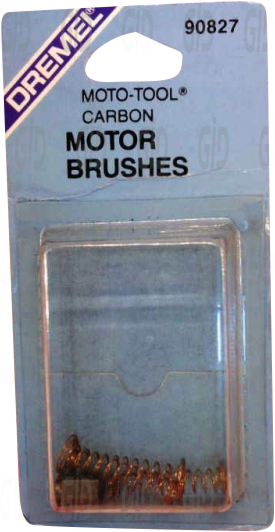 DREMEL®
90827
MOTO-TOOL®
CARBON
MOTOR
BRUSHES